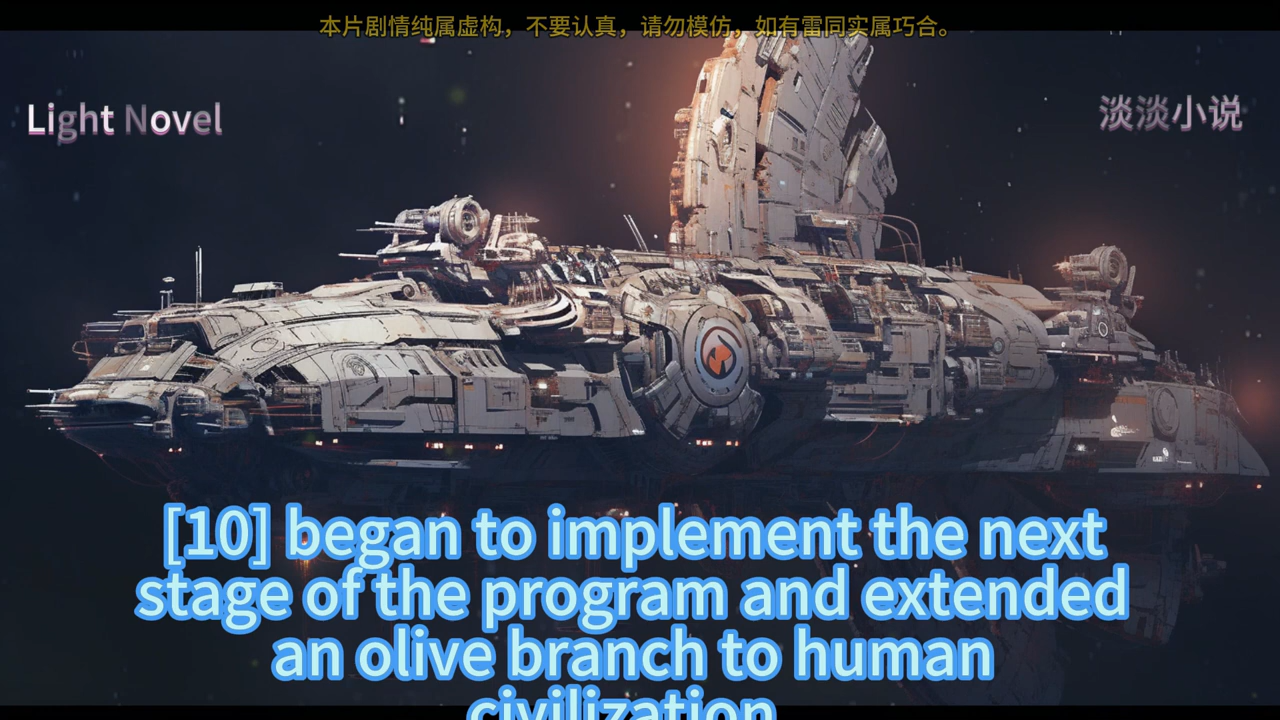 本片剧情纯属虚构，不要认真，请勿模仿，如有雷同实属巧合。
Light Novel
淡淡小说
[10] began to implement the next
stage of the program and extended
an olive branch to human
civilization